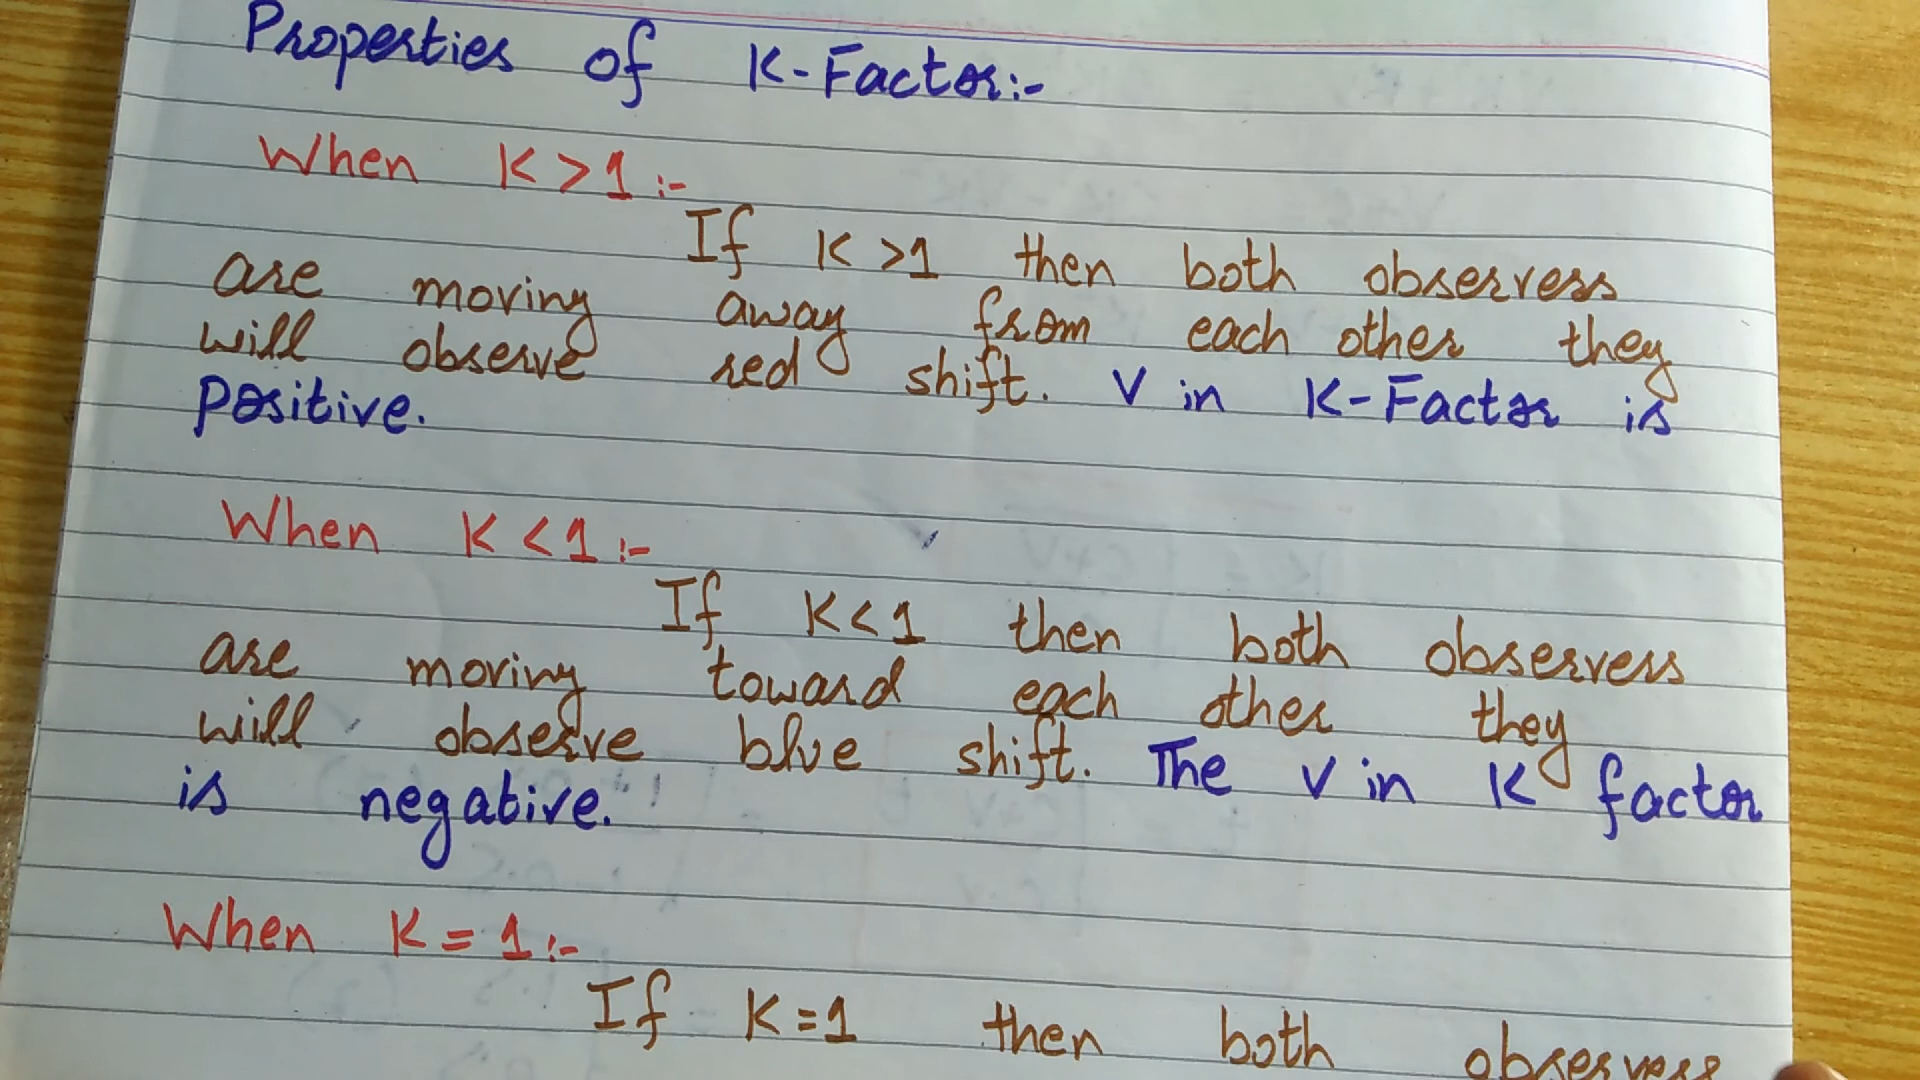 Properties of K-Factor:-
When K>1:-
If K>1 then both observers
are moving away from each other they
will observe red shift. V in K-Factor is
positive.
When K<1:-
If K<1 then both observers
are moving toward each other they
will observe blue shift. The V in K factor
is negative.
When K=1:-
If K=1 then both observers